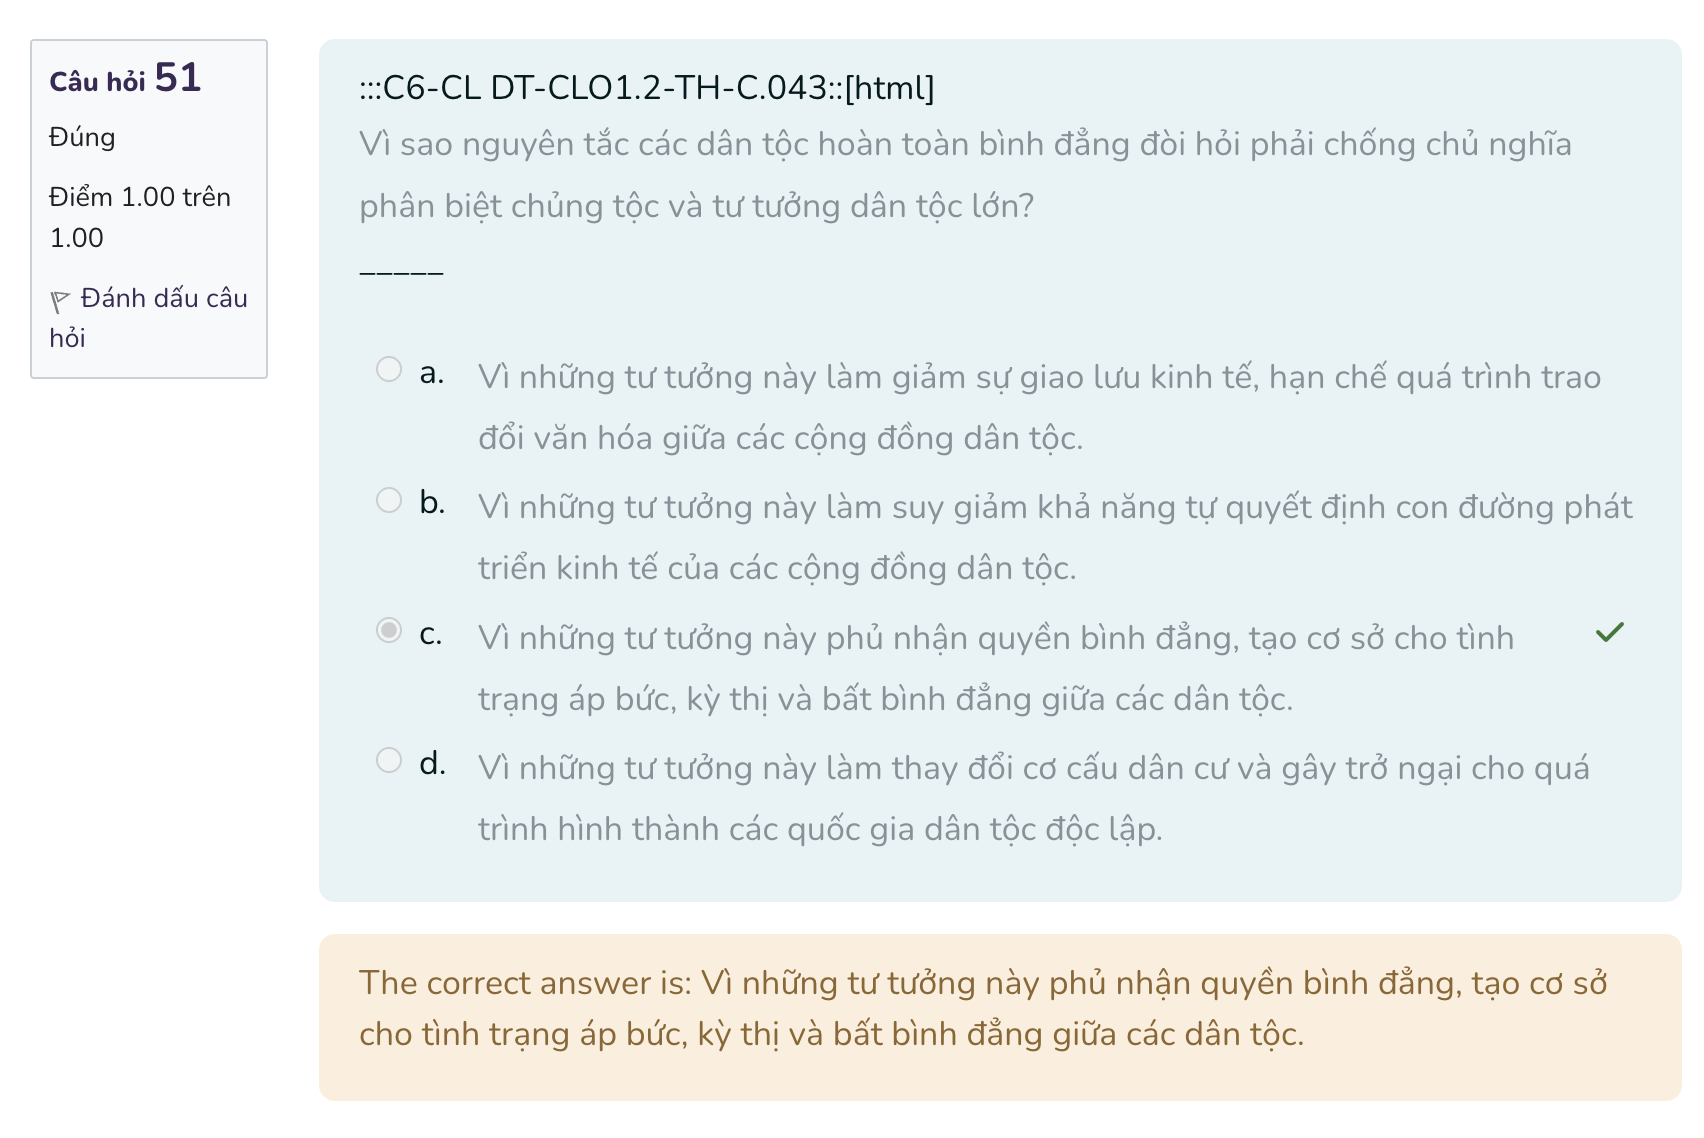 Câu hỏi 51
Đúng
Điểm 1.00 trên
1.00
Đánh dấu câu
hỏi
:::C6-CL DT-CLO1.2-TH-C.043::[html]
Vì sao nguyên tắc các dân tộc hoàn toàn bình đẳng đòi hỏi phải chống chủ nghĩa
phân biệt chủng tộc và tư tưởng dân tộc lớn?
_____
a. Vì những tư tưởng này làm giảm sự giao lưu kinh tế, hạn chế quá trình trao
đổi văn hóa giữa các cộng đồng dân tộc.
b. Vì những tư tưởng này làm suy giảm khả năng tự quyết định con đường phát
triển kinh tế của các cộng đồng dân tộc.
c. Vì những tư tưởng này phủ nhận quyền bình đẳng, tạo cơ sở cho tình
trạng áp bức, kỳ thị và bất bình đẳng giữa các dân tộc.
d. Vì những tư tưởng này làm thay đổi cơ cấu dân cư và gây trở ngại cho quá
trình hình thành các quốc gia dân tộc độc lập.
The correct answer is: Vì những tư tưởng này phủ nhận quyền bình đẳng, tạo cơ sở
cho tình trạng áp bức, kỳ thị và bất bình đẳng giữa các dân tộc.